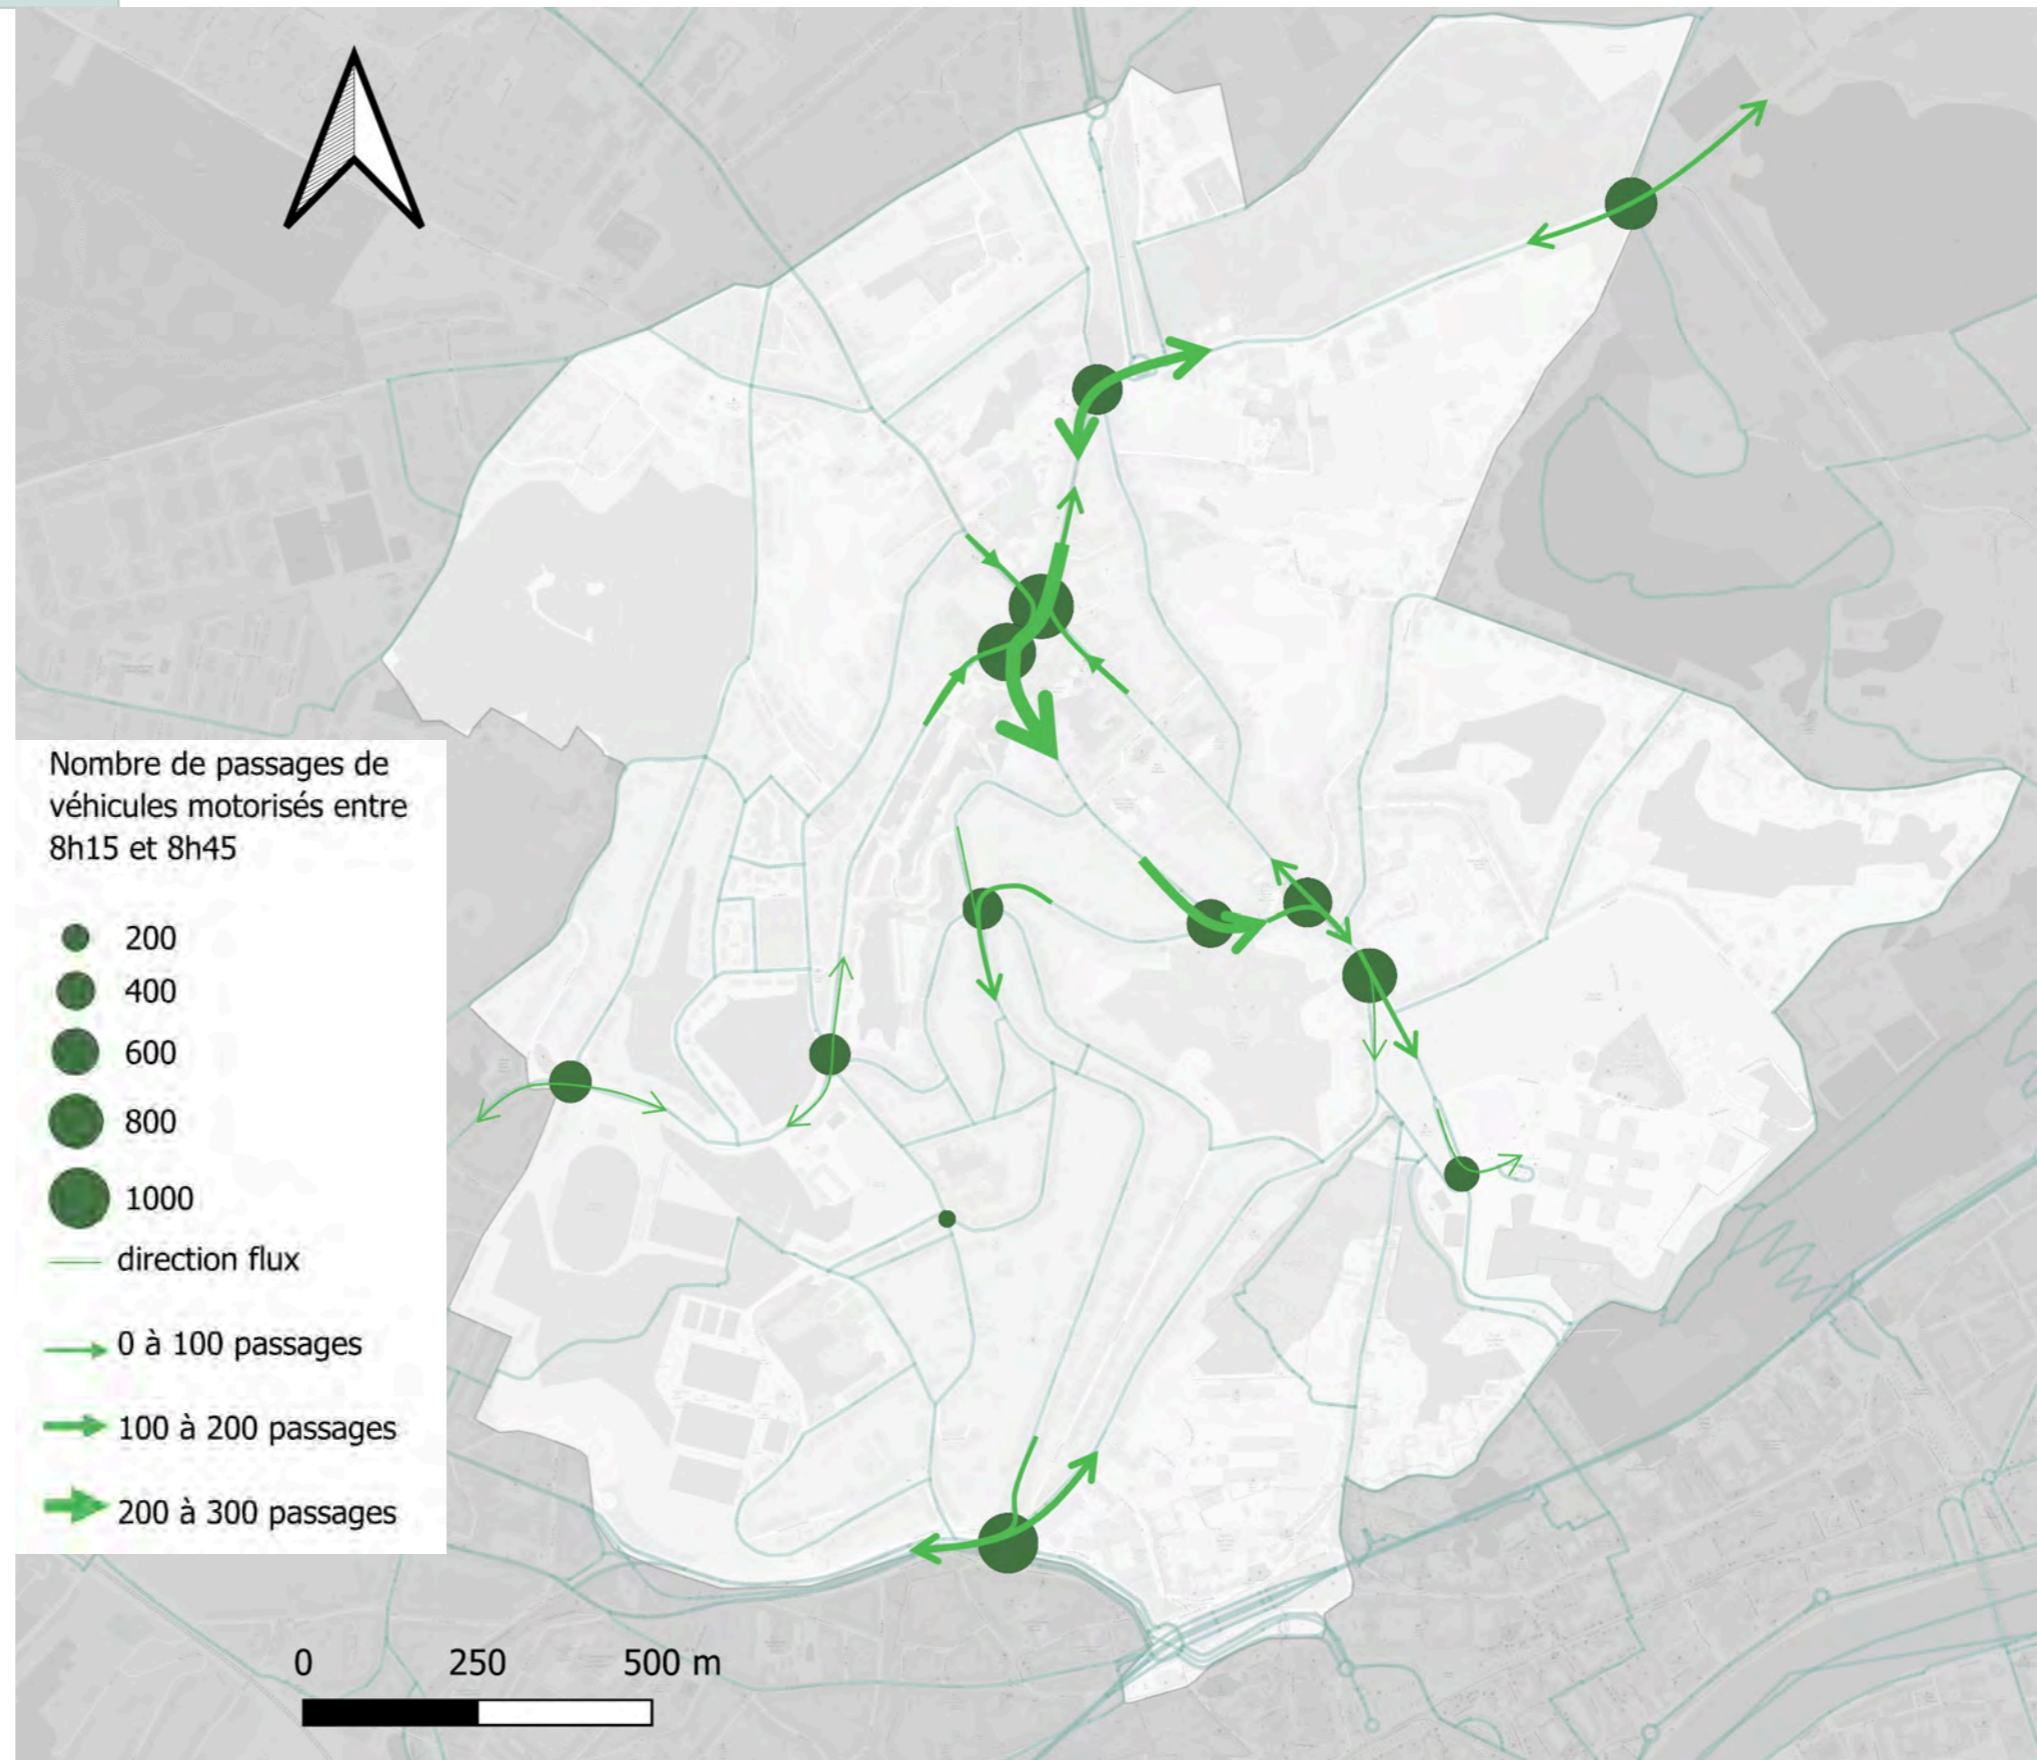 Nombre de passages de
véhicules motorisés entre
8h15 et 8h45
200
400
600
800
1000
direction flux
0 à 100 passages
100 à 200 passages
200 à 300 passages
0 250 500 m